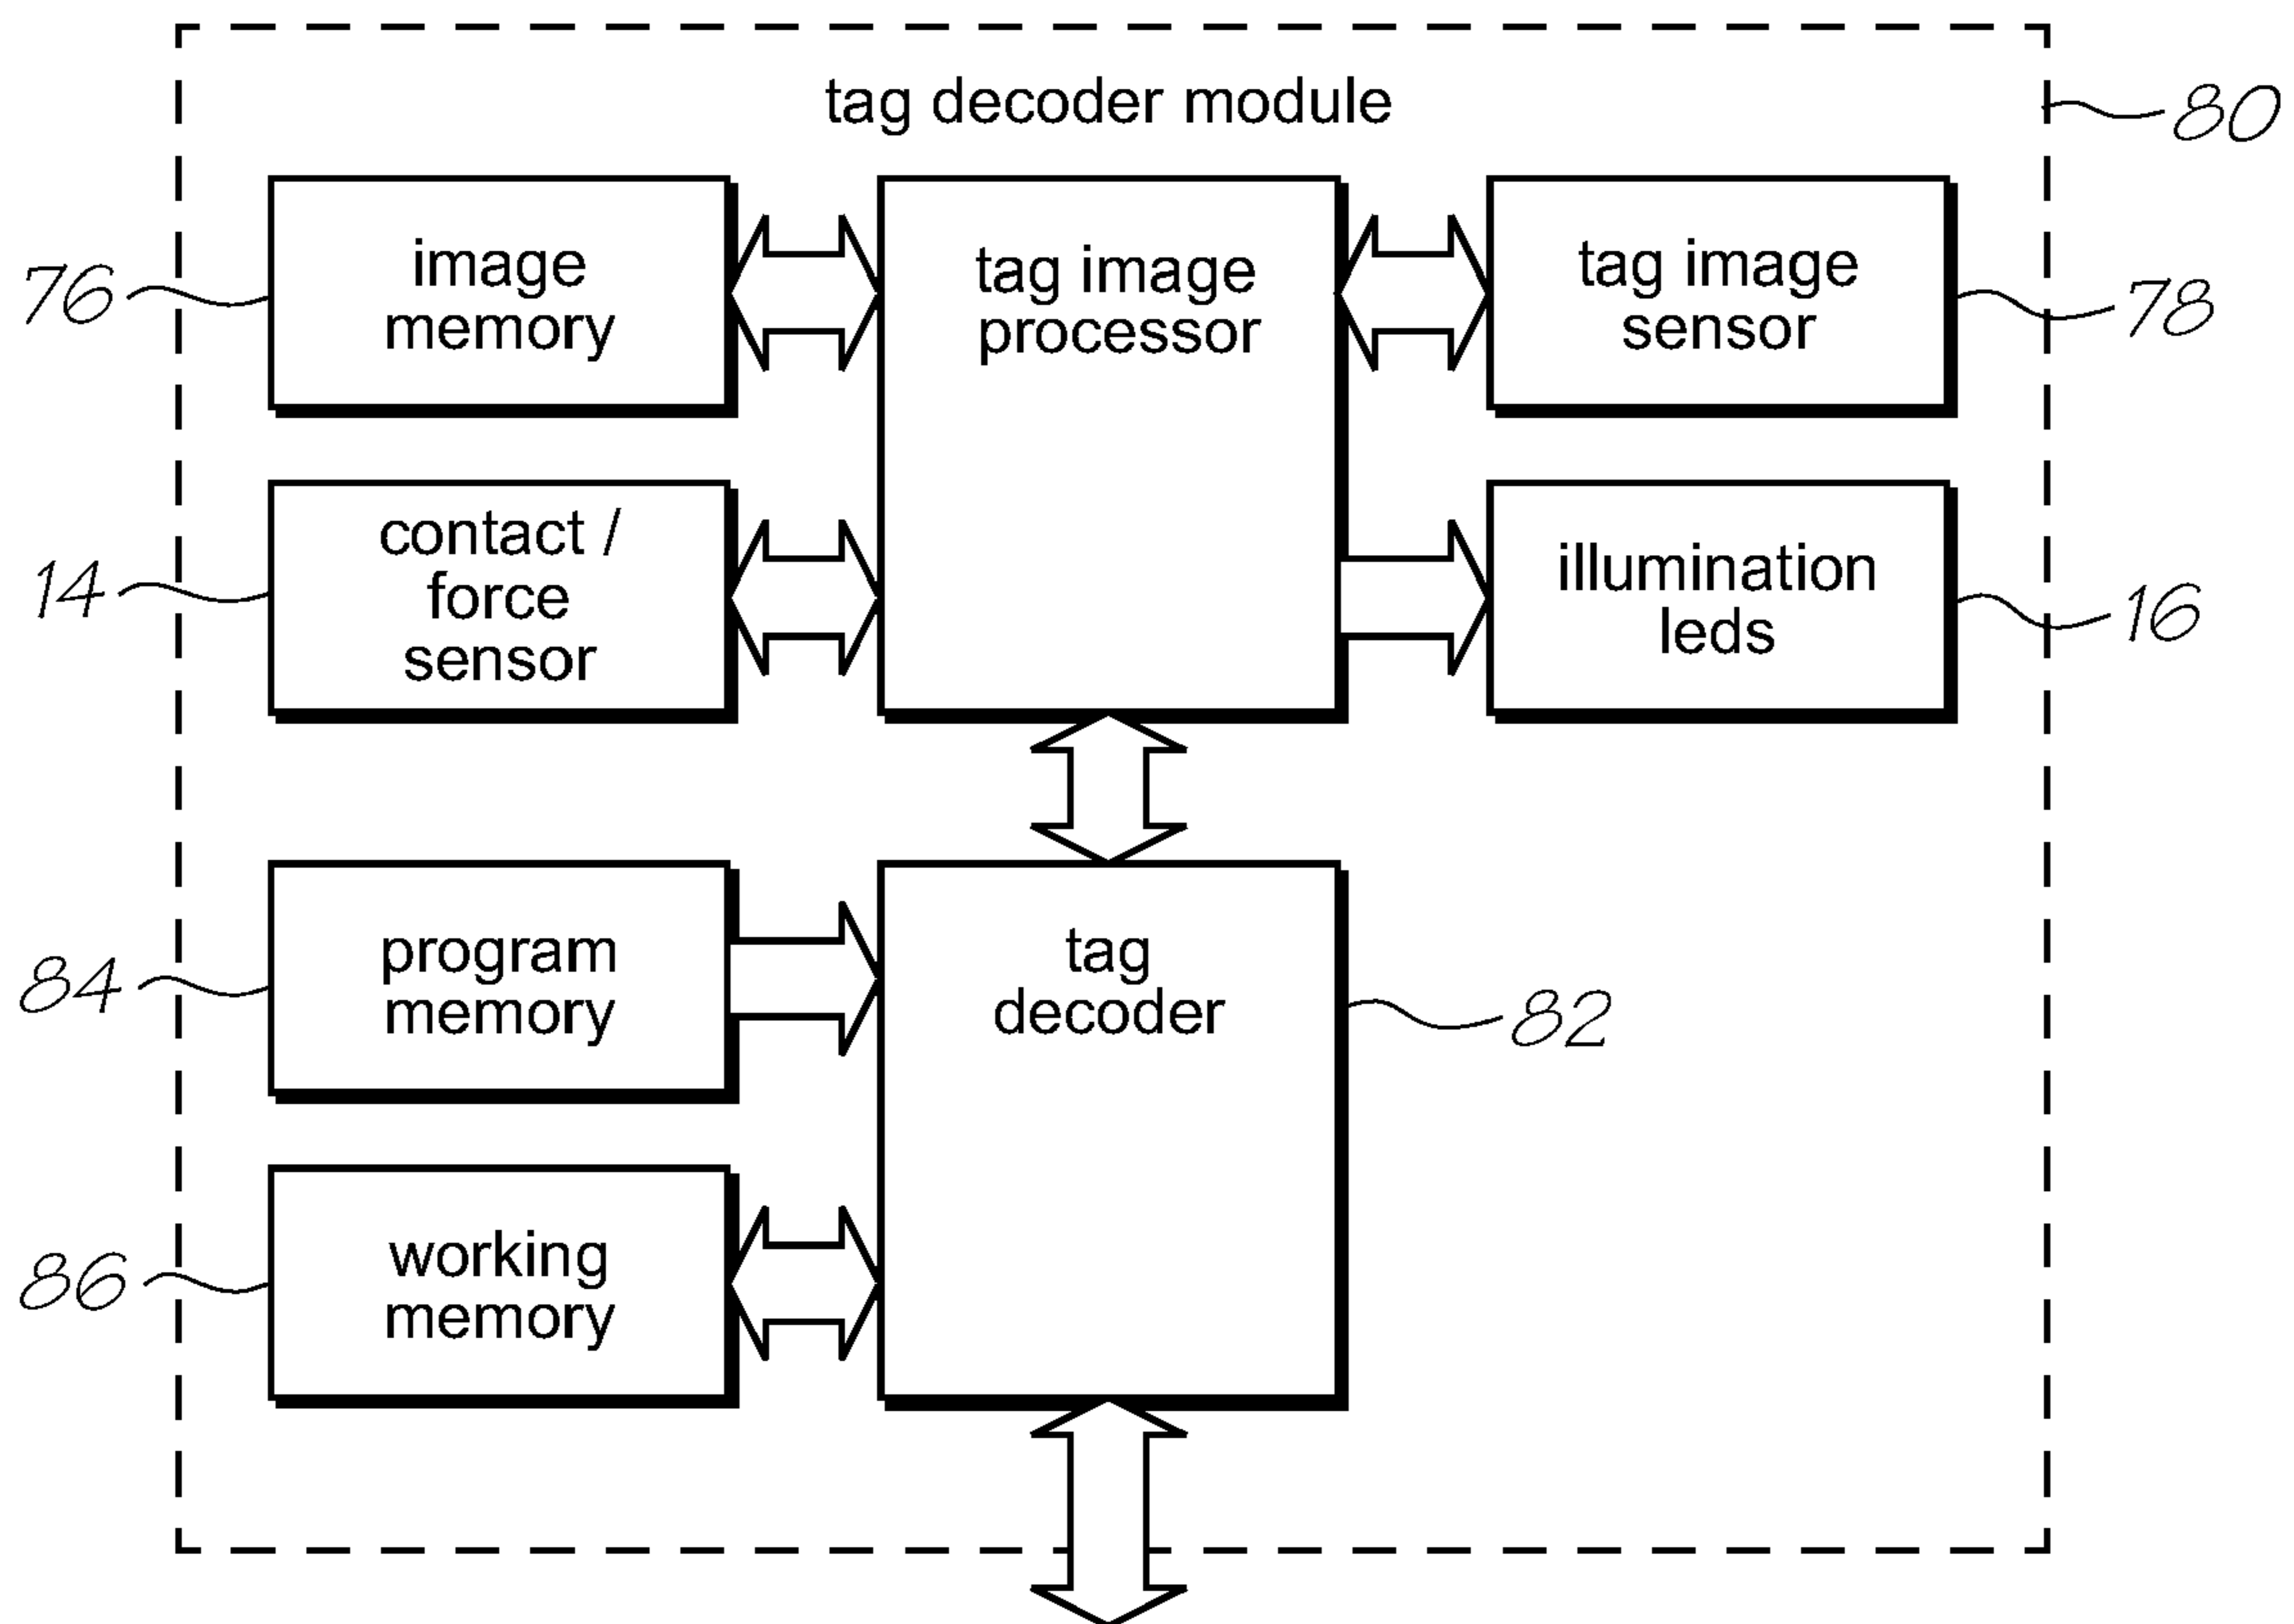 tag decoder module
80
image
memory
76
tag image
processor
tag image
sensor
78
contact /
force
sensor
14
illumination
leds
16
program
memory
84
tag
decoder
82
working
memory
86